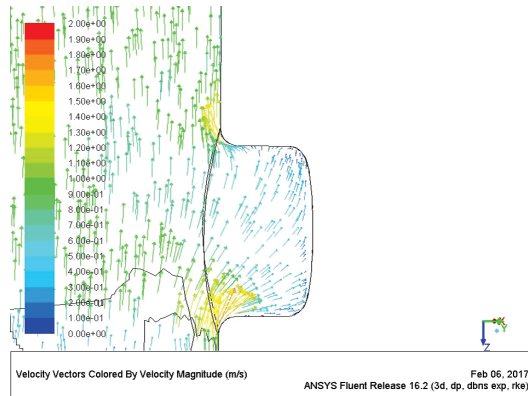 2.00e+00
1.90e+00
1.80e+00
1.70e+00
1.60e+00
1.50e+00
1.40e+00
1.30e+00
1.20e+00
1.10e+00
1.00e+00
9.00e-01
8.00e-01
7.00e-01
6.00e-01
5.00e-01
4.00e-01
3.00e-01
2.00e-01
1.00e-01
0.00e+00
Z
Velocity Vectors Colored By Velocity Magnitude (m/s)
Feb 06, 2017
ANSYS Fluent Release 16.2 (3d, dp, dbns exp, rke)